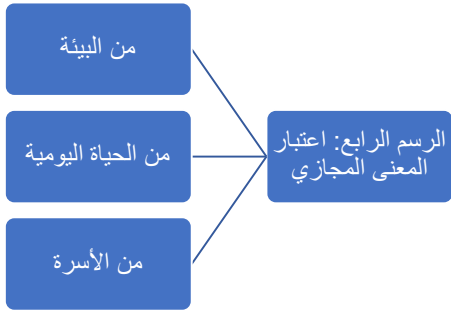 الرسم الرابع: اعتبار
المعنى المجازي
من البيئة
من الحياة اليومية
من الأسرة